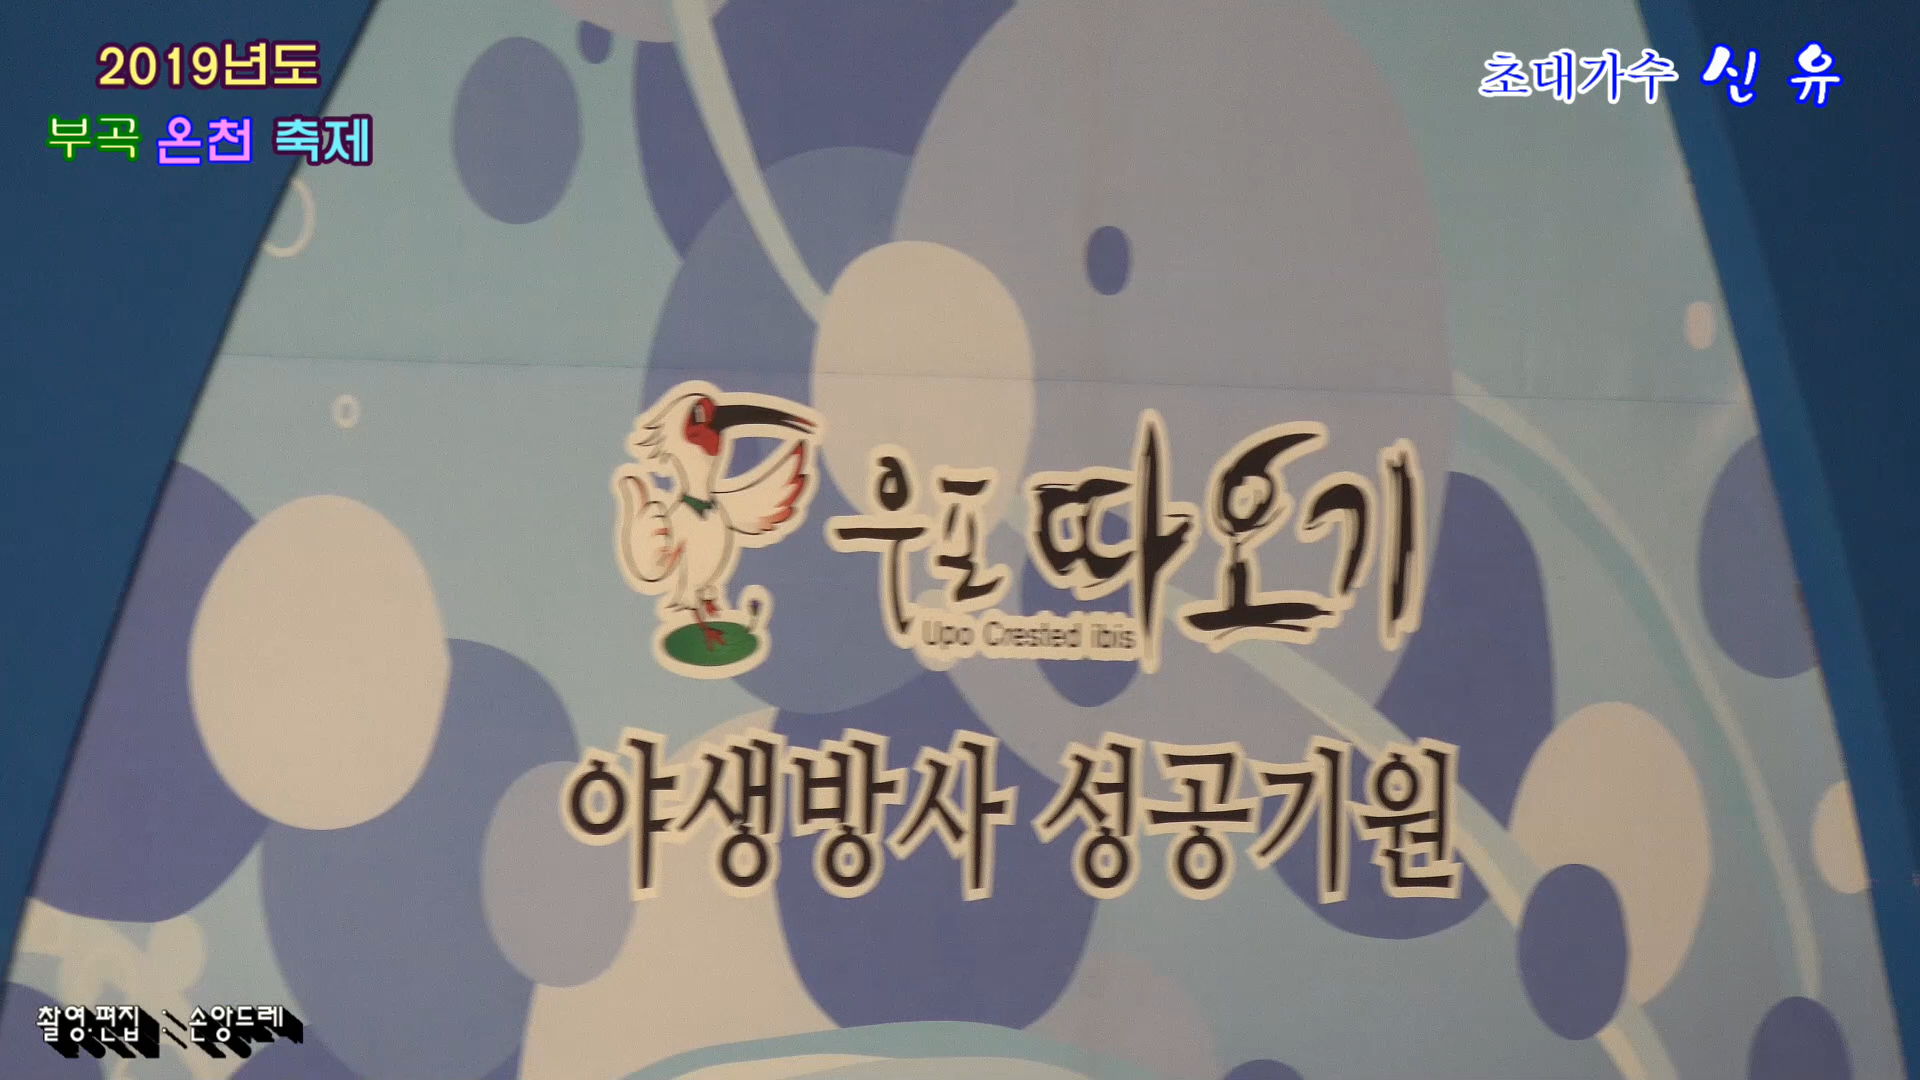 2019년도
부곡 온천 축제
초대가수 신 유
우포 따오기
Upo Crested ibis
야생방사 성공기원
촬영.편집 : 손앙드레